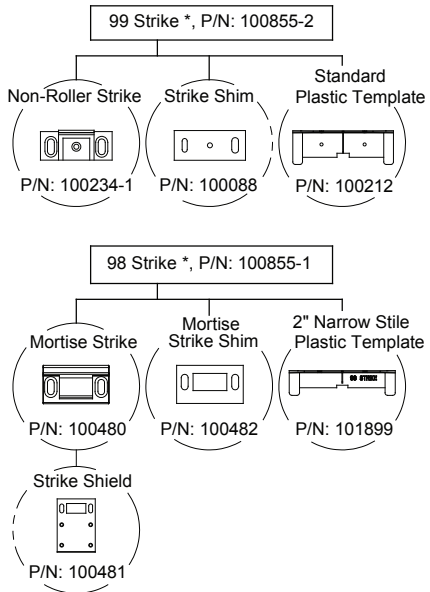 99 Strike *, P/N: 100855-2
Non-Roller Strike
P/N: 100234-1
Strike Shim
P/N: 100088
Standard
Plastic Template
P/N: 100212
98 Strike *, P/N: 100855-1
Mortise Strike
P/N: 100480
Mortise
Strike Shim
P/N: 100482
2" Narrow Stile
Plastic Template
99 STRIKE
P/N: 101899
Strike Shield
P/N: 100481